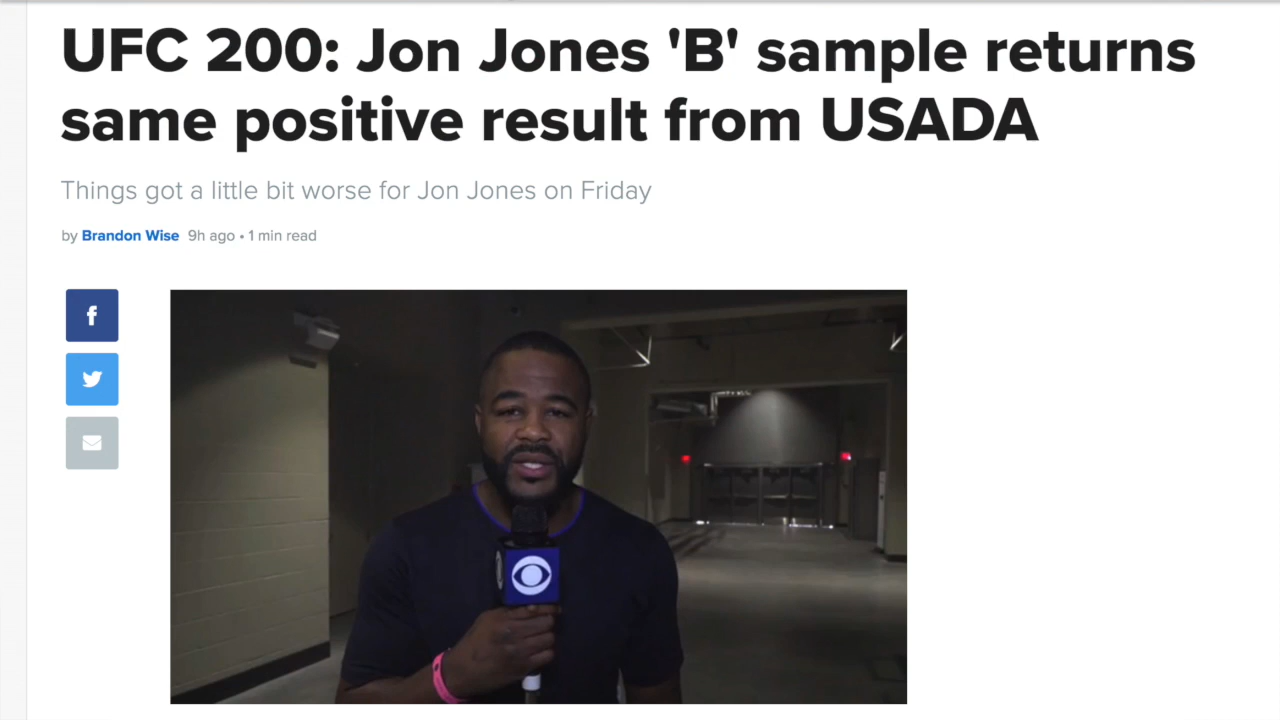 UFC 200: Jon Jones 'B' sample returns
same positive result from USADA
Things got a little bit worse for Jon Jones on Friday
by Brandon Wise 9h ago • 1 min read